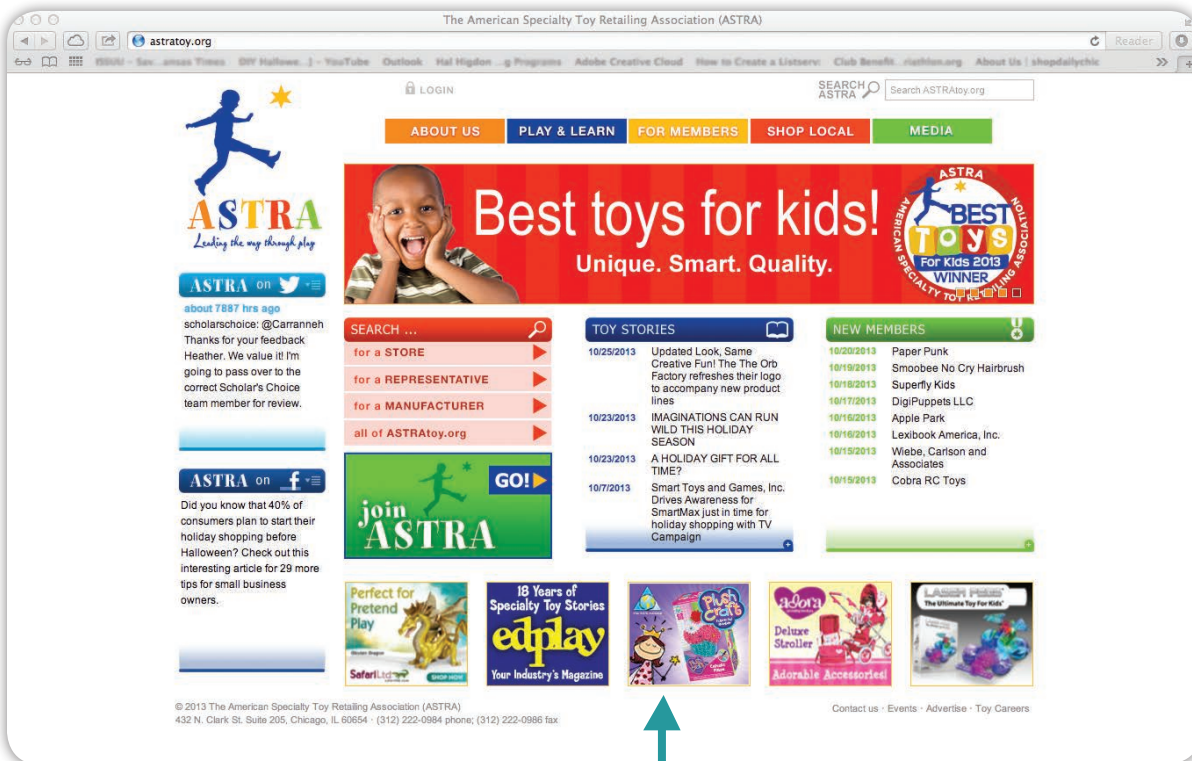 The American Specialty Toy Retailing Association (ASTRA)
astratoy.org
Reader
YouTube Outlook Hal Higdon Programs Adobe Creative Cloud How to Create a Listserv: Club Benefit About Us | shopdailychic
LOGIN
SEARCH
ASTRA
Search ASTRAtoy.org
ABOUT US
PLAY & LEARN
FOR MEMBERS
SHOP LOCAL
MEDIA
ASTRA
Leading the way through play
Best toys for kids!
Unique. Smart. Quality.
ASTRA
AMERICAN SPECIALTY TOY RETAILING ASSOCIATION
BEST
TOYS
For Kids 2013
WINNER
ASTRA on
about 7887 hrs ago
scholarschoice: @Carranneh
Thanks for your feedback
Heather. We value it! I'm
going to pass over to the
correct Scholar's Choice
team member for review.
ASTRA on f
Did you know that 40% of
consumers plan to start their
holiday shopping before
Halloween? Check out this
interesting article for 29 more
tips for small business
owners.
SEARCH ...
for a STORE
for a REPRESENTATIVE
for a MANUFACTURER
all of ASTRAtoy.org
GO!
join
ASTRA
TOY STORIES
10/25/2013 Updated Look, Same
Creative Fun! The The Orb
Factory refreshes their logo
to accompany new product
lines
10/23/2013 IMAGINATIONS CAN RUN
WILD THIS HOLIDAY
SEASON
10/23/2013 A HOLIDAY GIFT FOR ALL
TIME?
10/7/2013 Smart Toys and Games, Inc.
Drives Awareness for
SmartMax just in time for
holiday shopping with TV
Campaign
NEW MEMBERS
10/20/2013 Paper Punk
10/19/2013 Smoobee No Cry Hairbrush
10/18/2013 Superfly Kids
10/17/2013 DigiPuppets LLC
10/16/2013 Apple Park
10/16/2013 Lexibook America, Inc.
10/15/2013 Wiebe, Carlson and
Associates
10/15/2013 Cobra RC Toys
Perfect for
Pretend
Play
Safari Ltd
SHOP NOW
18 Years of
Specialty Toy Stories
edplay
Your Industry's Magazine
Plush
Craft
adora
Deluxe
Stroller
Adorable Accessories!
LASER PEGS
The Ultimate Toy For Kids
© 2013 The American Specialty Toy Retailing Association (ASTRA)
432 N. Clark St. Suite 205, Chicago, IL 60654 · (312) 222-0984 phone; (312) 222-0986 fax
Contact us · Events · Advertise · Toy Careers